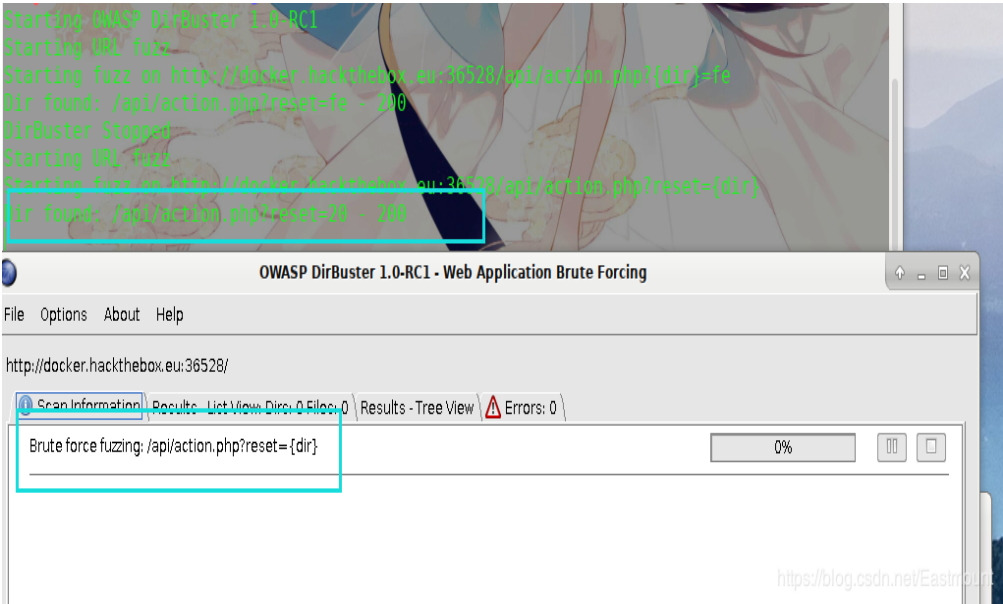 Starting OWASP DirBuster 1.0-RC1
Starting URL fuzz
Starting fuzz on http://docker.hackthebox.eu:36528/api/action.php?{dir}=fe
Dir found: /api/action.php?reset=fe - 200
DirBuster Stopped
Starting URL fuzz
Starting fuzz on http://docker.hackthebox.eu:36528/api/action.php?reset={dir}
Dir found: /api/action.php?reset=20 - 200
OWASP DirBuster 1.0-RC1 - Web Application Brute Forcing
File Options About Help
http://docker.hackthebox.eu:36528/
Scan Information Results - List View: Dirs: 0 Files: 0 Results - Tree View Errors: 0
Brute force fuzzing: /api/action.php?reset={dir} 0%
https://blog.csdn.net/Eastmount